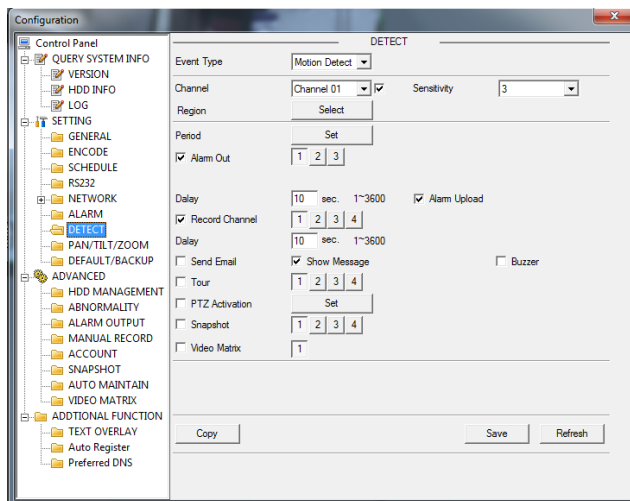 Configuration
Control Panel
QUERY SYSTEM INFO
VERSION
HDD INFO
LOG
SETTING
GENERAL
ENCODE
SCHEDULE
RS232
NETWORK
ALARM
DETECT
PAN/TILT/ZOOM
DEFAULT/BACKUP
ADVANCED
HDD MANAGEMENT
ABNORMALITY
ALARM OUTPUT
MANUAL RECORD
ACCOUNT
SNAPSHOT
AUTO MAINTAIN
VIDEO MATRIX
ADDTIONAL FUNCTION
TEXT OVERLAY
Auto Register
Preferred DNS
DETECT
Event Type Motion Detect
Channel Channel 01 Sensitivity 3
Region Select
Period Set
Alarm Out 1 2 3
Dalay 10 sec. 1~3600 Alarm Upload
Record Channel 1 2 3 4
Dalay 10 sec. 1~3600
Send Email Show Message Buzzer
Tour 1 2 3 4
PTZ Activation Set
Snapshot 1 2 3 4
Video Matrix 1
Copy Save Refresh